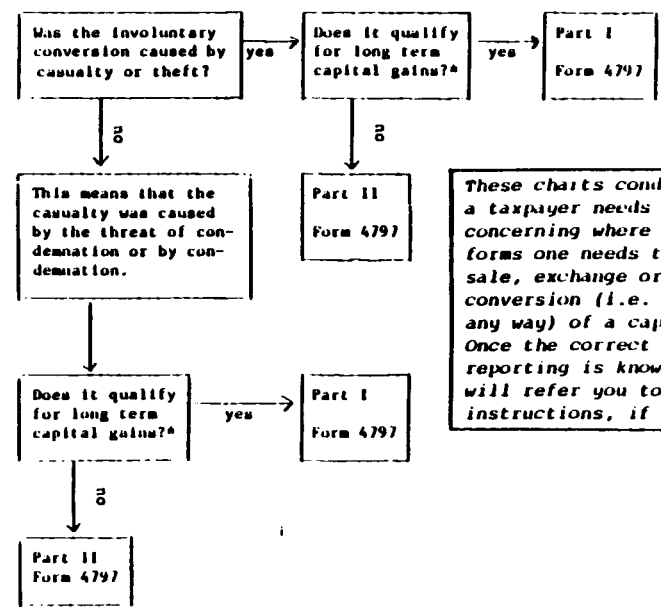 Was the involuntary
conversion caused by
casualty or theft?
yes
Does it qualify
for long term
capital gains?*
yes
Part I
Form 4797
no
no
This means that the
casualty was caused
by the threat of con-
demnation or by con-
demnation.
Part II
Form 4797
These charts cond
a taxpayer needs
concerning where
forms one needs t
sale, exchange or
conversion (i.e.
any way) of a cap
Once the correct
reporting is know
will refer you to
instructions, if
Does it qualify
for long term
capital gains?*
yes
Part I
Form 4797
no
Part II
Form 4797